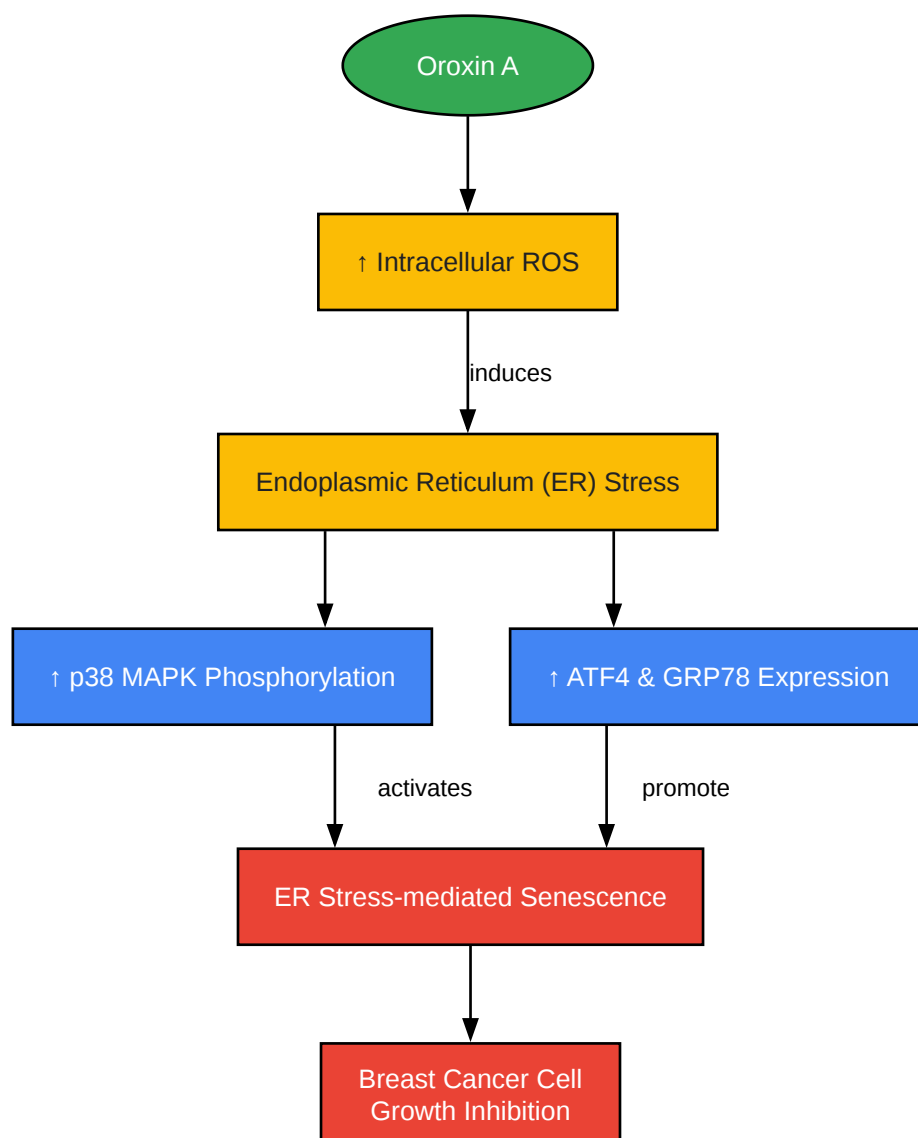 Oroxin A
↑ Intracellular ROS
induces
Endoplasmic Reticulum (ER) Stress
↑ p38 MAPK Phosphorylation
↑ ATF4 & GRP78 Expression
activates
promote
ER Stress-mediated Senescence
Breast Cancer Cell
Growth Inhibition